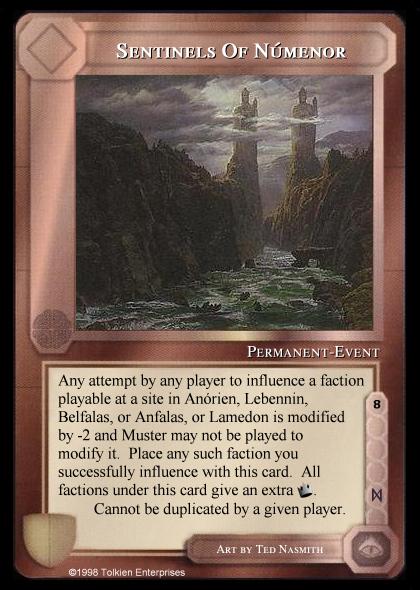 SENTINELS OF NÚMENOR
PERMANENT-EVENT
Any attempt by any player to influence a faction
playable at a site in Anórien, Lebennin,
Belfalas, or Anfalas, or Lamedon is modified
by -2 and Muster may not be played to
modify it. Place any such faction you
successfully influence with this card. All
factions under this card give an extra .
Cannot be duplicated by a given player.
8
ART BY TED NASMITH
©1998 Tolkien Enterprises